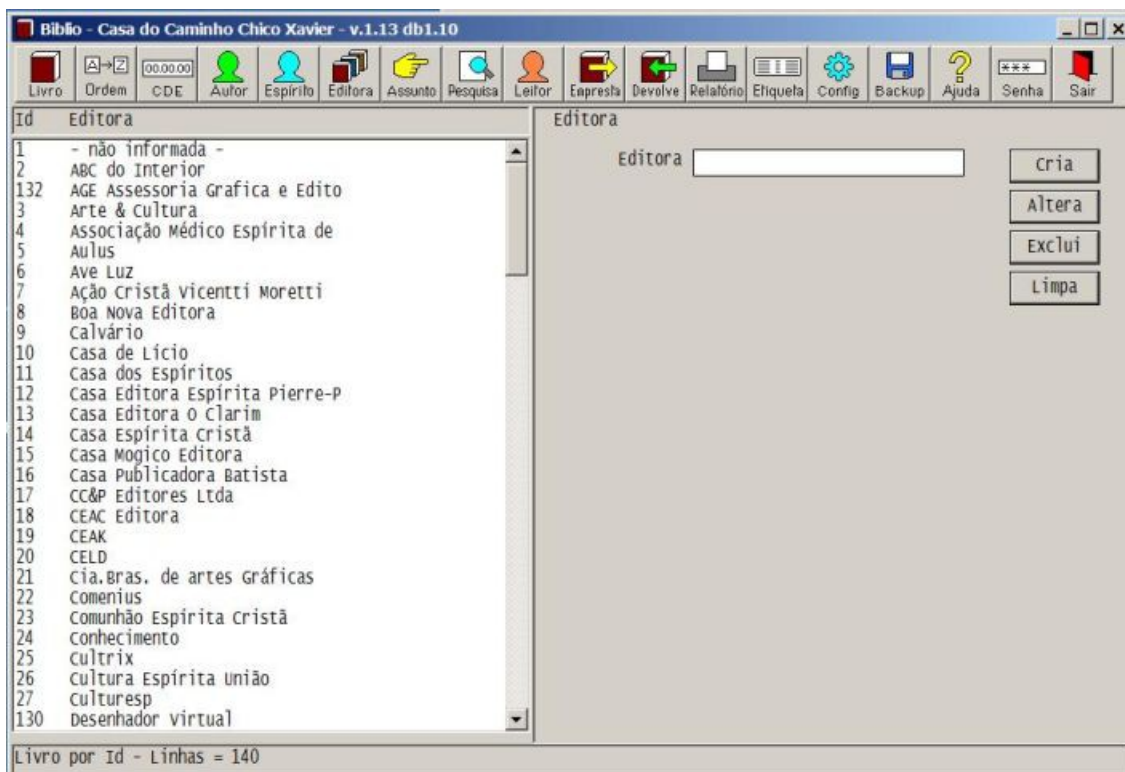 Biblio - Casa do Caminho Chico Xavier - v.1.13 db1.10
A→Z 00.00.00 ***
Livro Ordem CDE Autor Espírito Editora Assunto Pesquisa Leitor Empresta Devolve Relatório Etiqueta Config Backup Ajuda Senha Sair
Id Editora
1 - não informada -
2 ABC do Interior
132 AGE Assessoria Grafica e Edito
3 Arte & Cultura
4 Associação Médico Espírita de
5 Aulus
6 Ave Luz
7 Ação Cristã Vicentti Moretti
8 Boa Nova Editora
9 Calvário
10 Casa de Lício
11 Casa dos Espíritos
12 Casa Editora Espírita Pierre-P
13 Casa Editora O Clarim
14 Casa Espírita Cristã
15 Casa Mogico Editora
16 Casa Publicadora Batista
17 CC&P Editores Ltda
18 CEAC Editora
19 CEAK
20 CELD
21 Cia.Bras. de artes Gráficas
22 Comenius
23 Comunhão Espírita Cristã
24 Conhecimento
25 Cultrix
26 Cultura Espírita União
27 Culturesp
130 Desenhador Virtual
Editora
Editora
Cria
Altera
Exclui
Limpa
Livro por Id - Linhas = 140